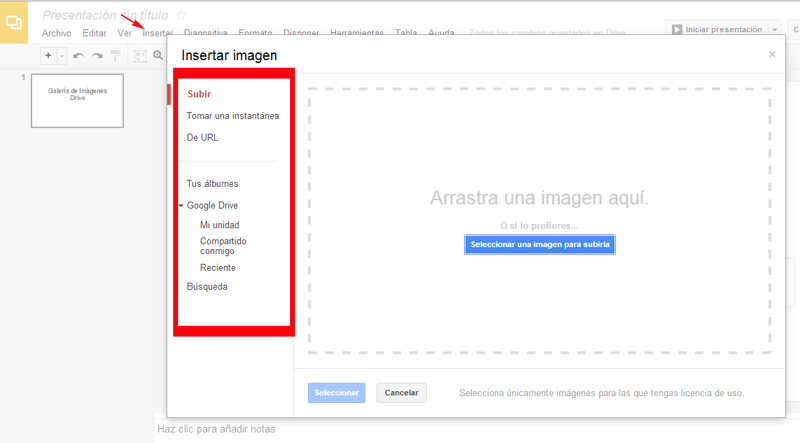 Presentación sin título
Archivo Editar Ver Insertar Diapositiva Formato Disponer Herramientas Tabla Ayuda Todos los cambios guardados en Drive
Iniciar presentación
1
Galería de Imágenes
Drive
Insertar imagen
Subir
Tomar una instantánea
De URL
Tus álbumes
Google Drive
Mi unidad
Compartido
conmigo
Reciente
Búsqueda
Arrastra una imagen aquí.
O si lo prefieres...
Seleccionar una imagen para subirla
Seleccionar
Cancelar
Selecciona únicamente imágenes para las que tengas licencia de uso.
Haz clic para añadir notas